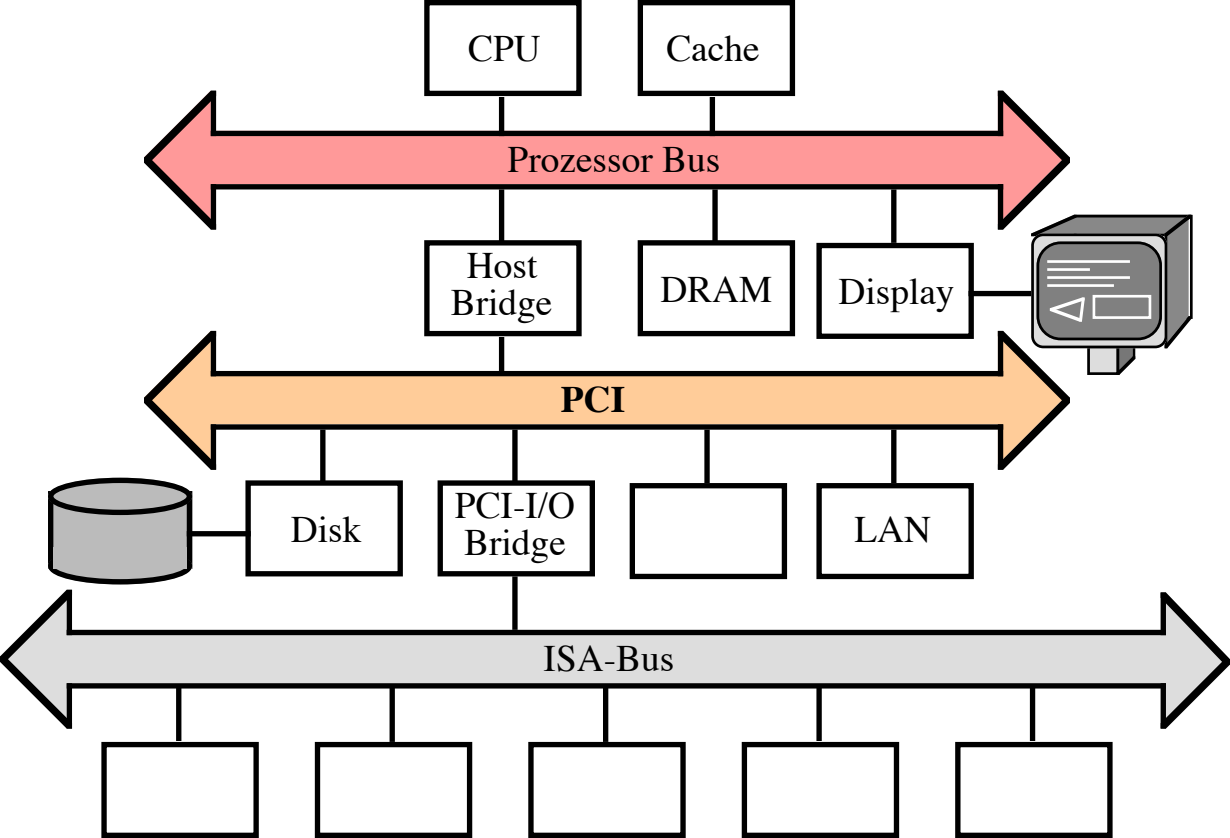 CPU
Cache
Prozessor Bus
Host
Bridge
DRAM
Display
PCI
Disk
PCI-I/O
Bridge
LAN
ISA-Bus